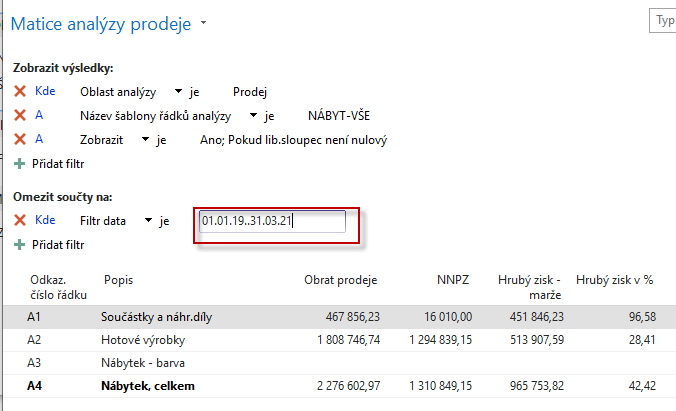 Matice analýzy prodeje
Typ
Zobrazit výsledky:
Kde Oblast analýzy je Prodej
A Název šablony řádků analýzy je NÁBYT-VŠE
A Zobrazit je Ano; Pokud lib.sloupec není nulový
Přidat filtr
Omezit součty na:
Kde Filtr data je 01.01.19..31.03.21
Přidat filtr
Odkaz. číslo řádku Popis Obrat prodeje NNPZ Hrubý zisk - marže Hrubý zisk v %
A1 Součástky a náhr.díly 467 856,23 16 010,00 451 846,23 96,58
A2 Hotové výrobky 1 808 746,74 1 294 839,15 513 907,59 28,41
A3 Nábytek - barva
A4 Nábytek, celkem 2 276 602,97 1 310 849,15 965 753,82 42,42